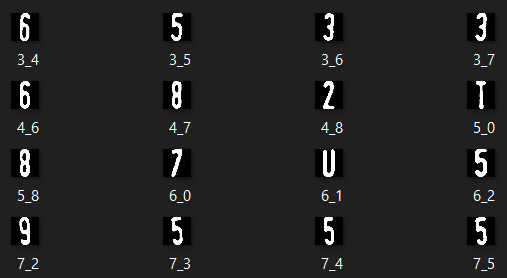 6 5 3 3
3_4 3_5 3_6 3_7
6 8 2 T
4_6 4_7 4_8 5_0
8 7 U 5
5_8 6_0 6_1 6_2
9 5 5 5
7_2 7_3 7_4 7_5